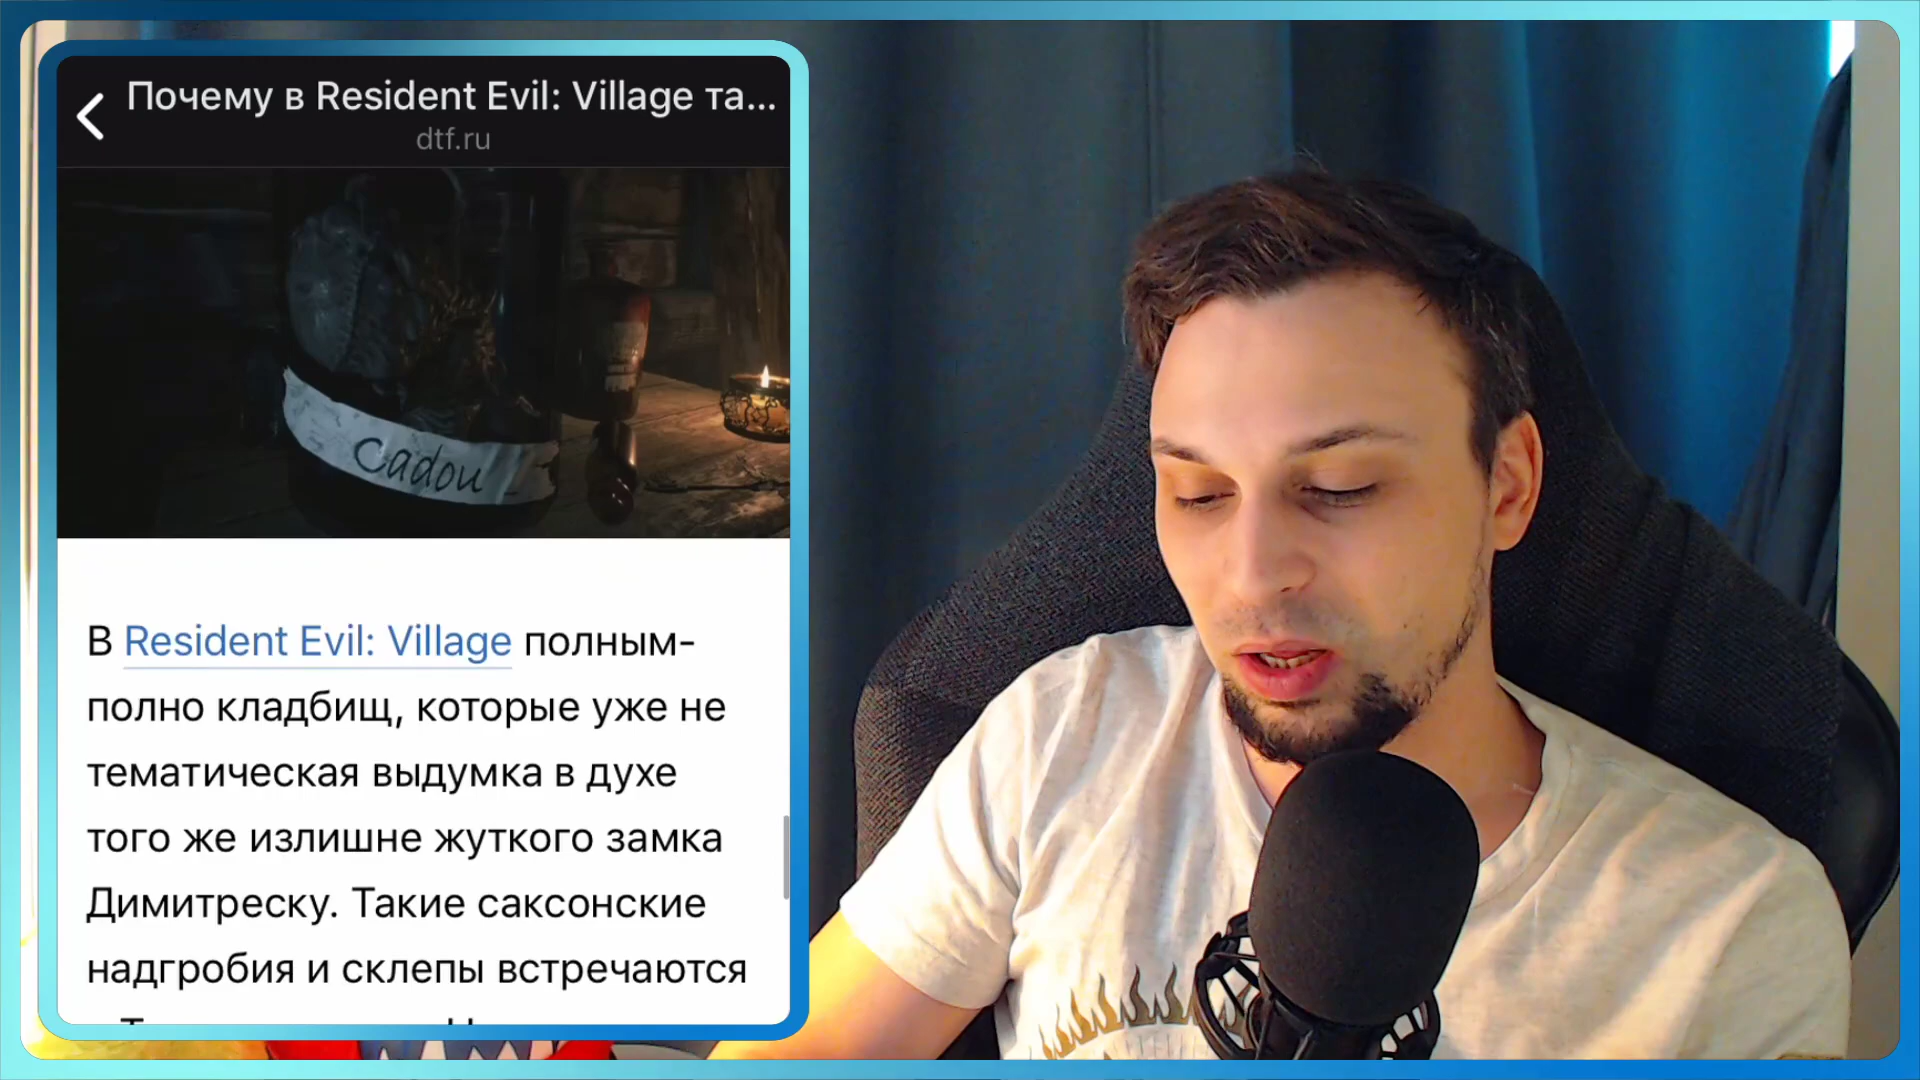 Почему в Resident Evil: Village та...
dtf.ru
Cadou
В Resident Evil: Village полным-
полно кладбищ, которые уже не
тематическая выдумка в духе
того же излишне жуткого замка
Димитреску. Такие саксонские
надгробия и склепы встречаются